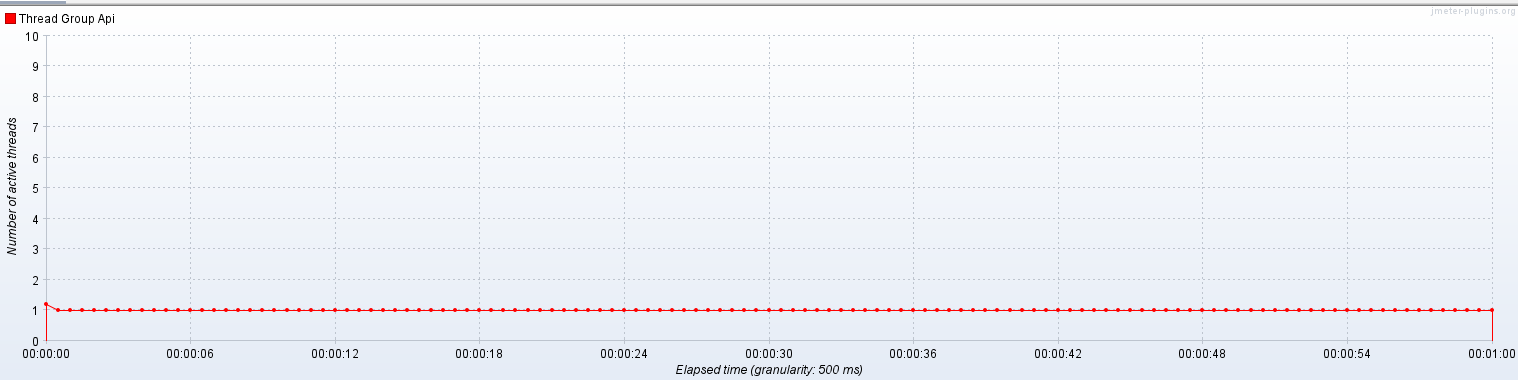 jmeter-plugins.org
Thread Group Api
10
9
8
7
6
5
4
3
2
1
0
Number of active threads
00:00:00 00:00:06 00:00:12 00:00:18 00:00:24 00:00:30 00:00:36 00:00:42 00:00:48 00:00:54 00:01:00
Elapsed time (granularity: 500 ms)